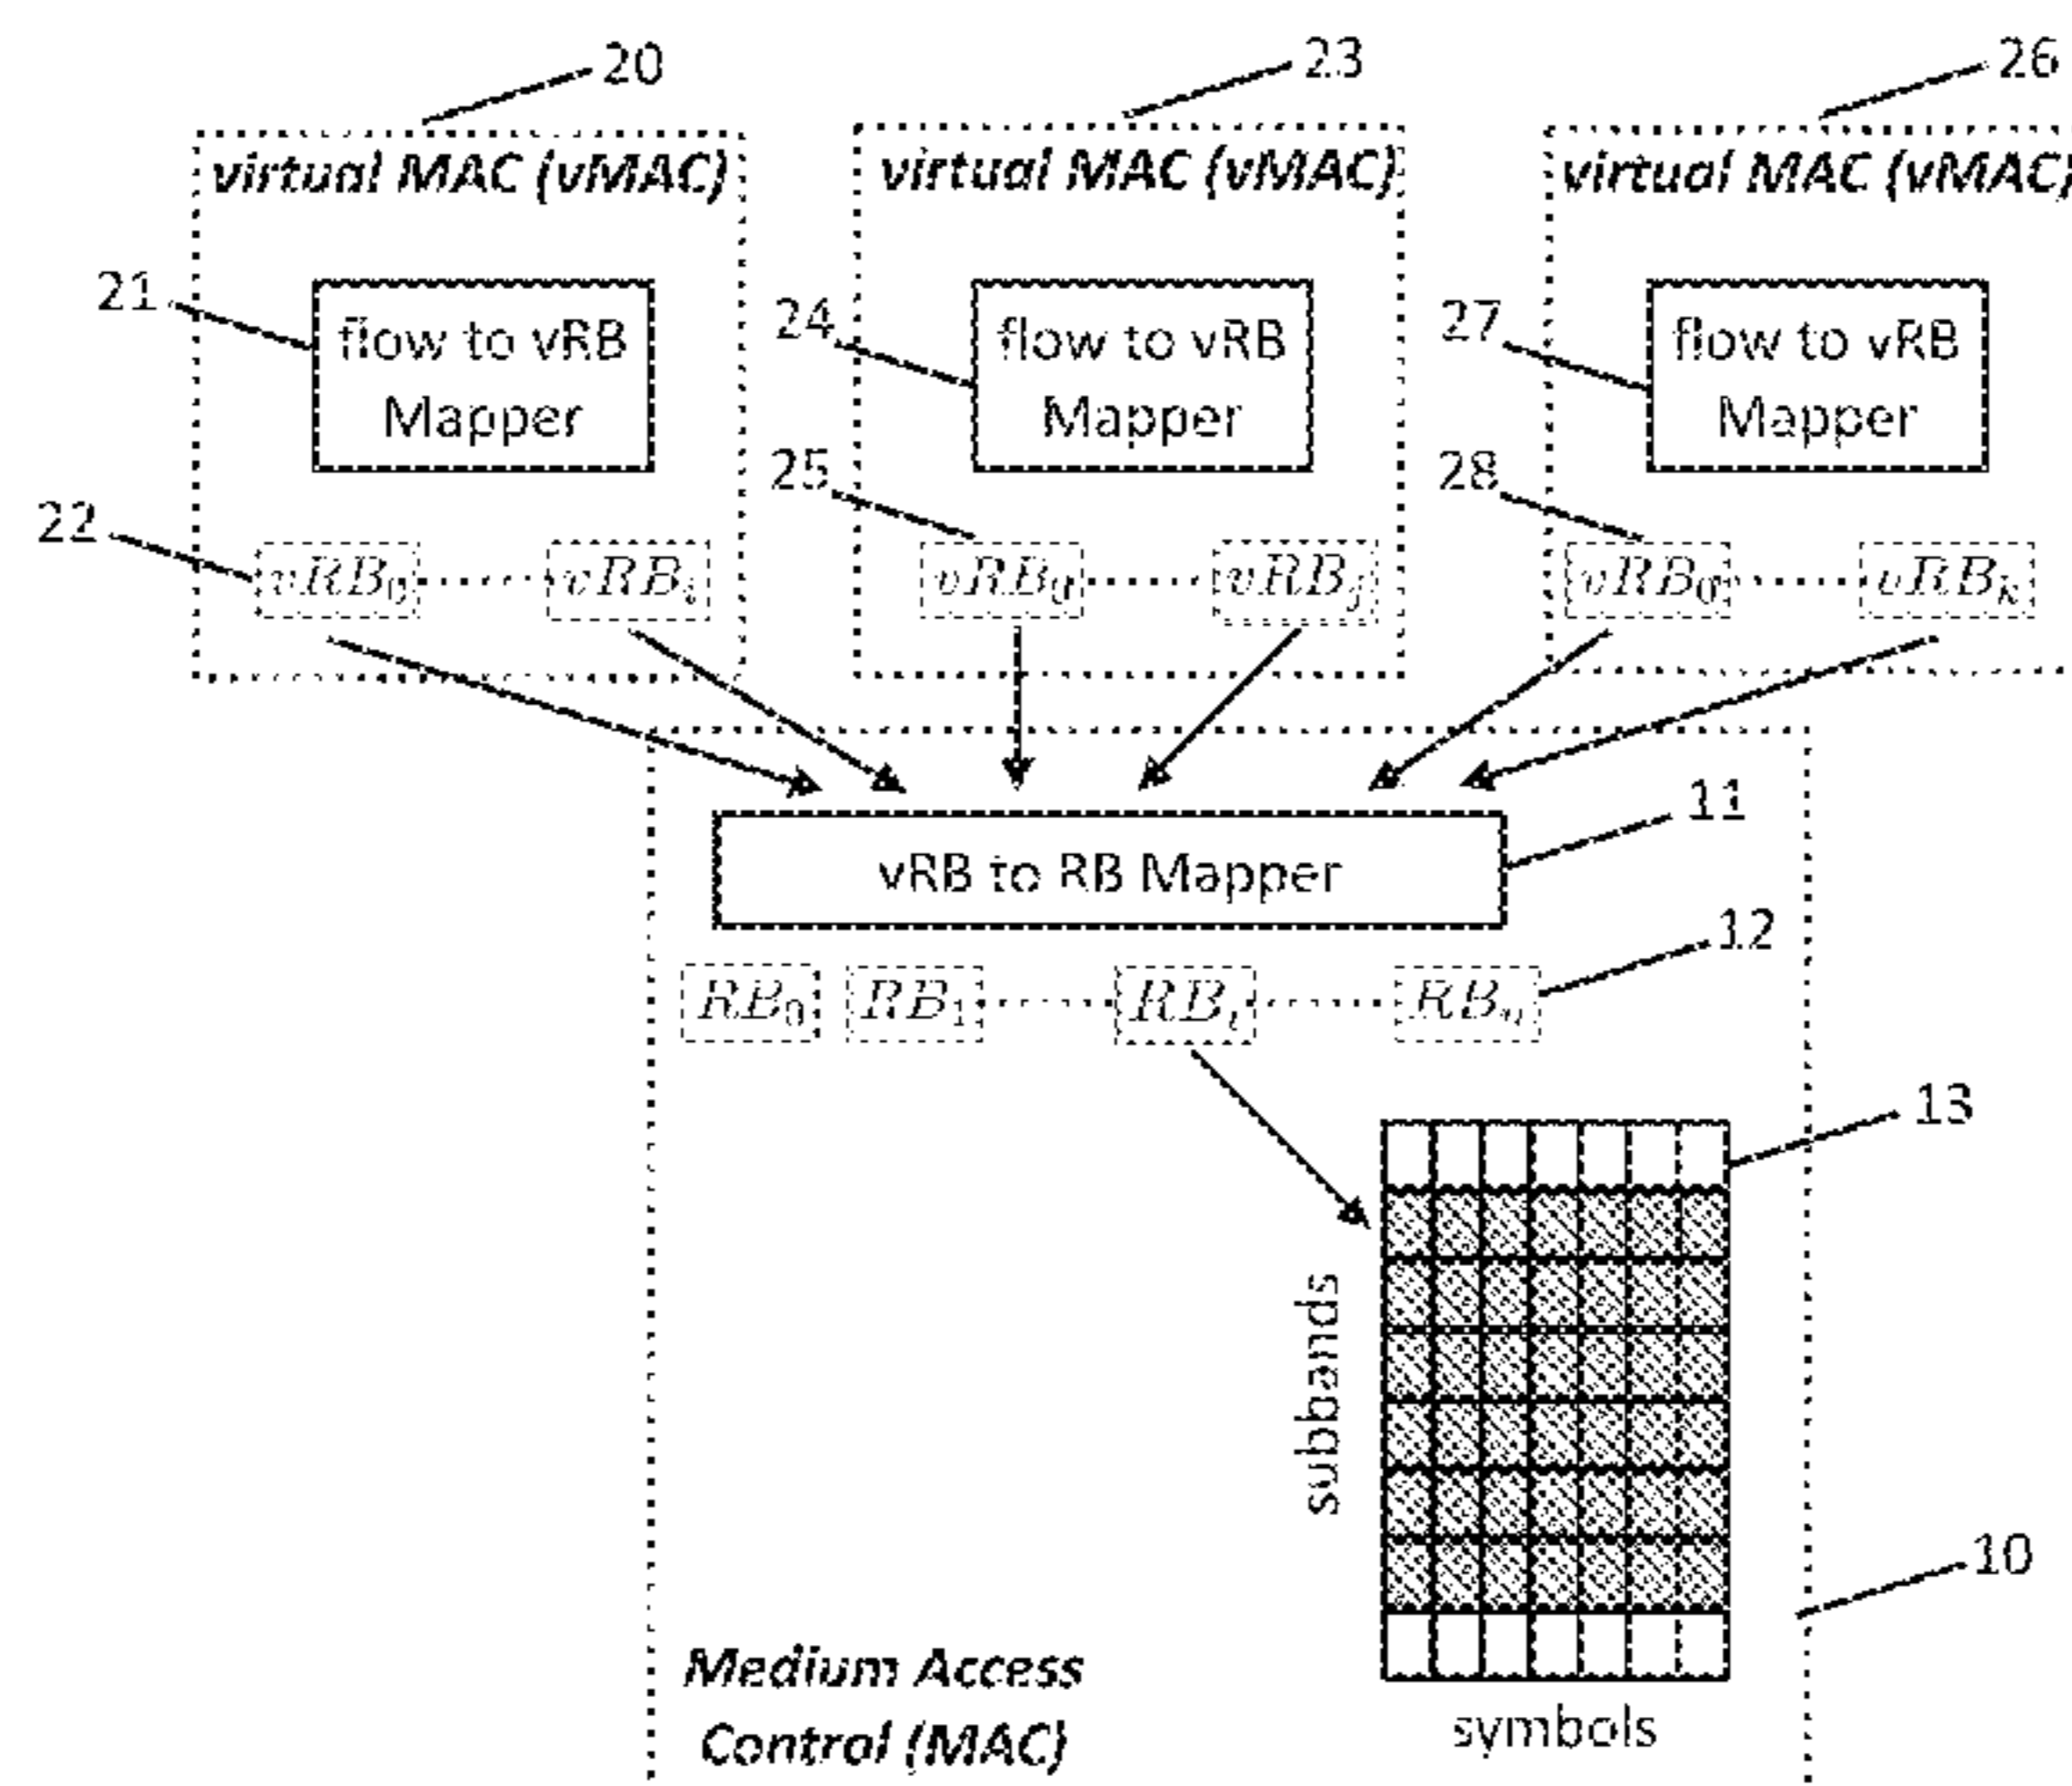 20 23 26
virtual MAC (vMAC) virtual MAC (vMAC) virtual MAC (vMAC)
21 24 27
flow to vRB flow to vRB flow to vRB
Mapper Mapper Mapper
22 25 28
vRB₀ vRBᵢ vRB₀ vRBⱼ vRB₀ vRBₖ
11
vRB to RB Mapper
12
RB₀ RB₁ RBₗ RBₙ
13
subbands
10
symbols
Medium Access
Control (MAC)